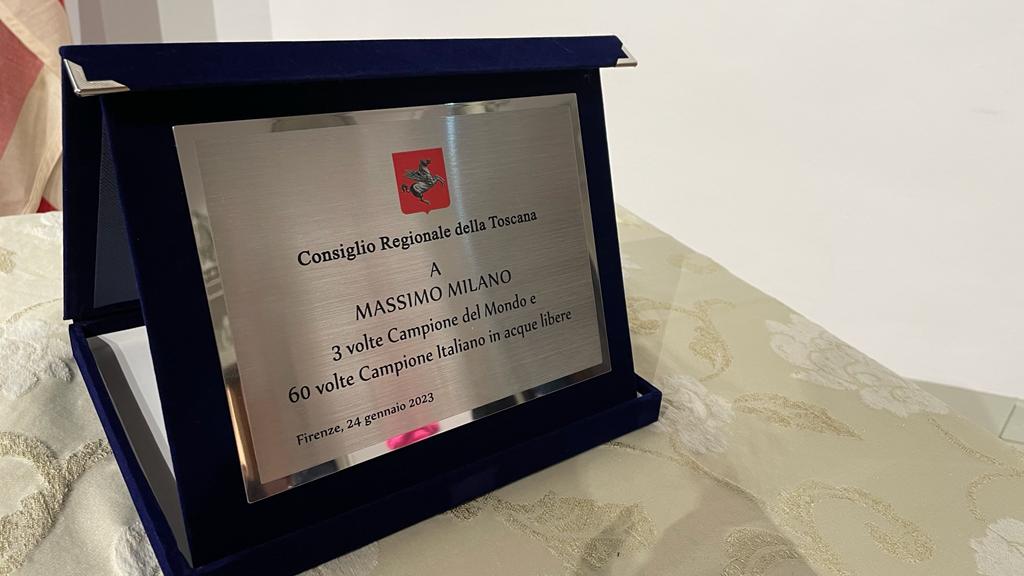 Consiglio Regionale della Toscana
A
MASSIMO MILANO
3 volte Campione del Mondo e
60 volte Campione Italiano in acque libere
Firenze, 24 gennaio 2023